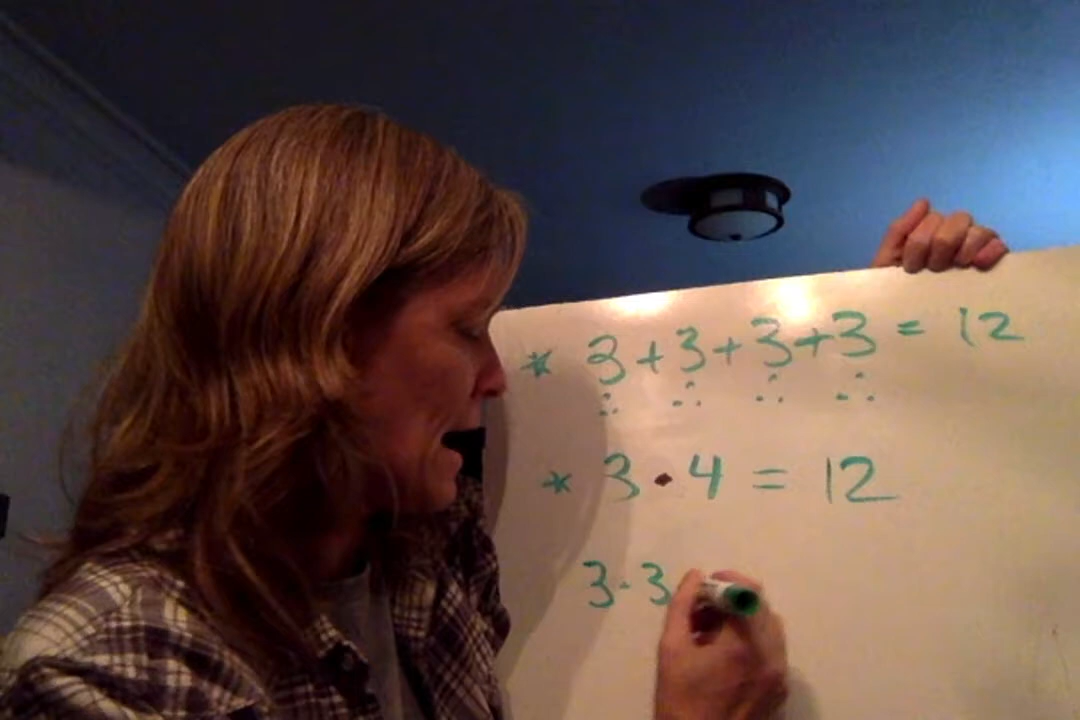 * 3+3+3+3 = 12
* 3 • 4 = 12
3·3